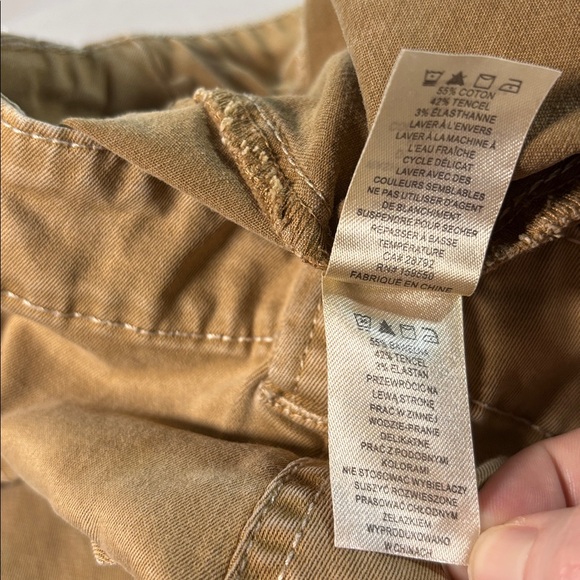 55% COTON
42% TENCEL
3% ÉLASTHANNE
LAVER À L'ENVERS
LAVER À LA MACHINE À
L'EAU FRAÎCHE
CYCLE DÉLICAT
LAVER AVEC DES
COULEURS SEMBLABLES
NE PAS UTILISER D'AGENT
DE BLANCHIMENT
SUSPENDRE POUR SÉCHER
REPASSER À BASSE
TEMPÉRATURE
CA# 28792
RN# 159550
FABRIQUÉ EN CHINE
55% BAWEŁNA
42% TENCEL
3% ELASTAN
PRZEWRÓCIĆ NA
LEWĄ STRONĘ
PRAĆ W ZIMNEJ
WODZIE-PRANIE
DELIKATNE
PRAĆ Z PODOBNYMI
KOLORAMI
NIE STOSOWAĆ WYBIELACZY
SUSZYĆ ROZWIESZONE
PRASOWAĆ CHŁODNYM
ŻELAZKIEM
WYPRODUKOWANO
W CHINACH